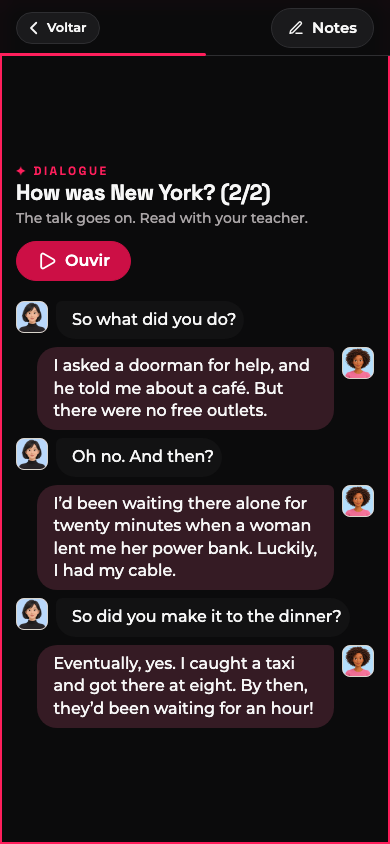 Voltar
Notes
DIALOGUE
How was New York? (2/2)
The talk goes on. Read with your teacher.
Ouvir
So what did you do?
I asked a doorman for help, and
he told me about a café. But
there were no free outlets.
Oh no. And then?
I’d been waiting there alone for
twenty minutes when a woman
lent me her power bank. Luckily,
I had my cable.
So did you make it to the dinner?
Eventually, yes. I caught a taxi
and got there at eight. By then,
they’d been waiting for an hour!